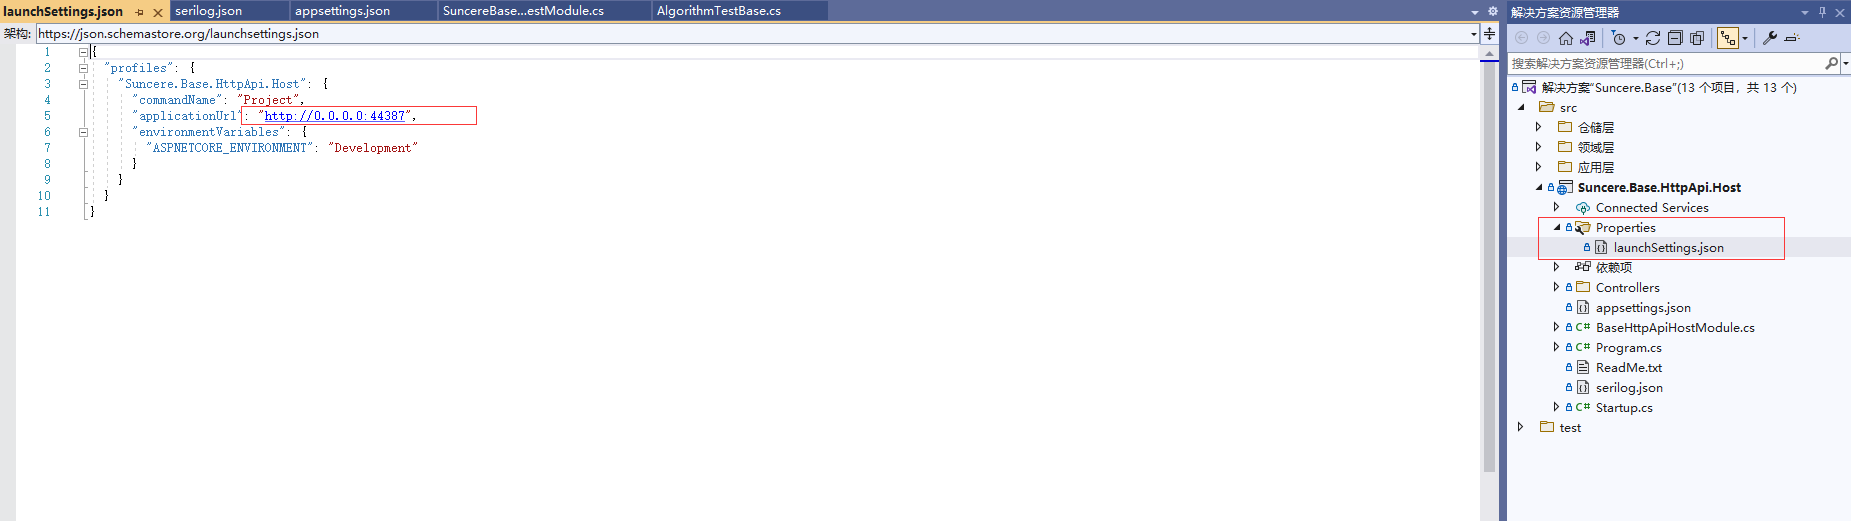 launchSettings.json
serilog.json
appsettings.json
SuncereBase...estModule.cs
AlgorithmTestBase.cs
架构: https://json.schemastore.org/launchsettings.json
1 {
2 "profiles": {
3 "Suncere.Base.HttpApi.Host": {
4 "commandName": "Project",
5 "applicationUrl": "http://0.0.0.0:44387",
6 "environmentVariables": {
7 "ASPNETCORE_ENVIRONMENT": "Development"
8 }
9 }
10 }
11 }
解决方案资源管理器
搜索解决方案资源管理器(Ctrl+;)
解决方案"Suncere.Base"(13 个项目, 共 13 个)
src
仓储层
领域层
应用层
Suncere.Base.HttpApi.Host
Connected Services
Properties
launchSettings.json
依赖项
Controllers
appsettings.json
C# BaseHttpApiHostModule.cs
C# Program.cs
ReadMe.txt
serilog.json
C# Startup.cs
test